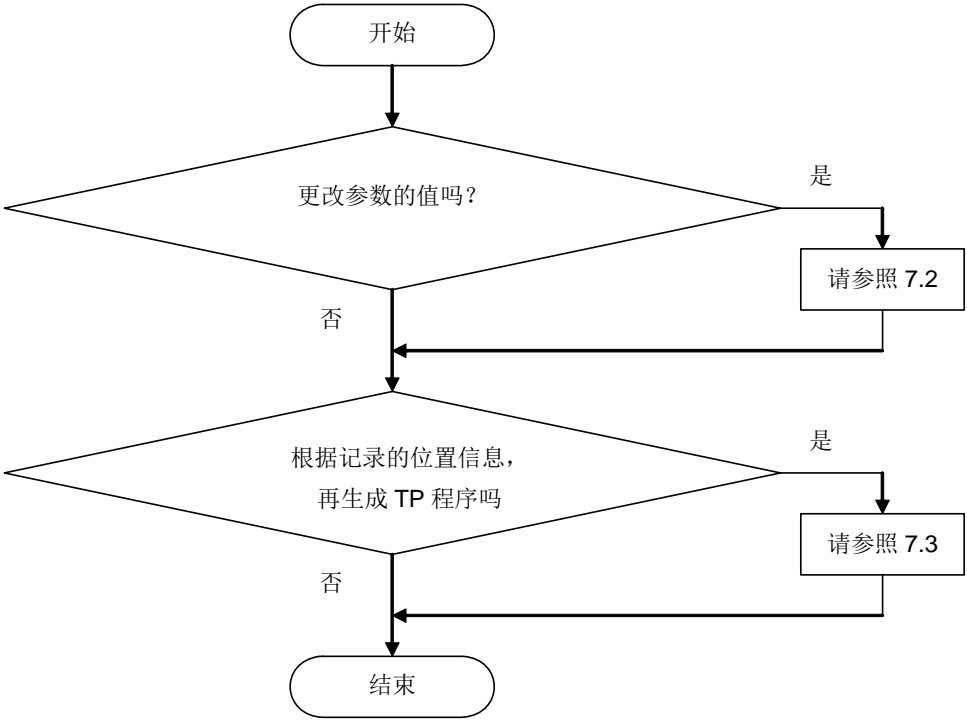 开始
更改参数的值吗?
是
请参照 7.2
否
根据记录的位置信息，
再生成 TP 程序吗
是
请参照 7.3
否
结束